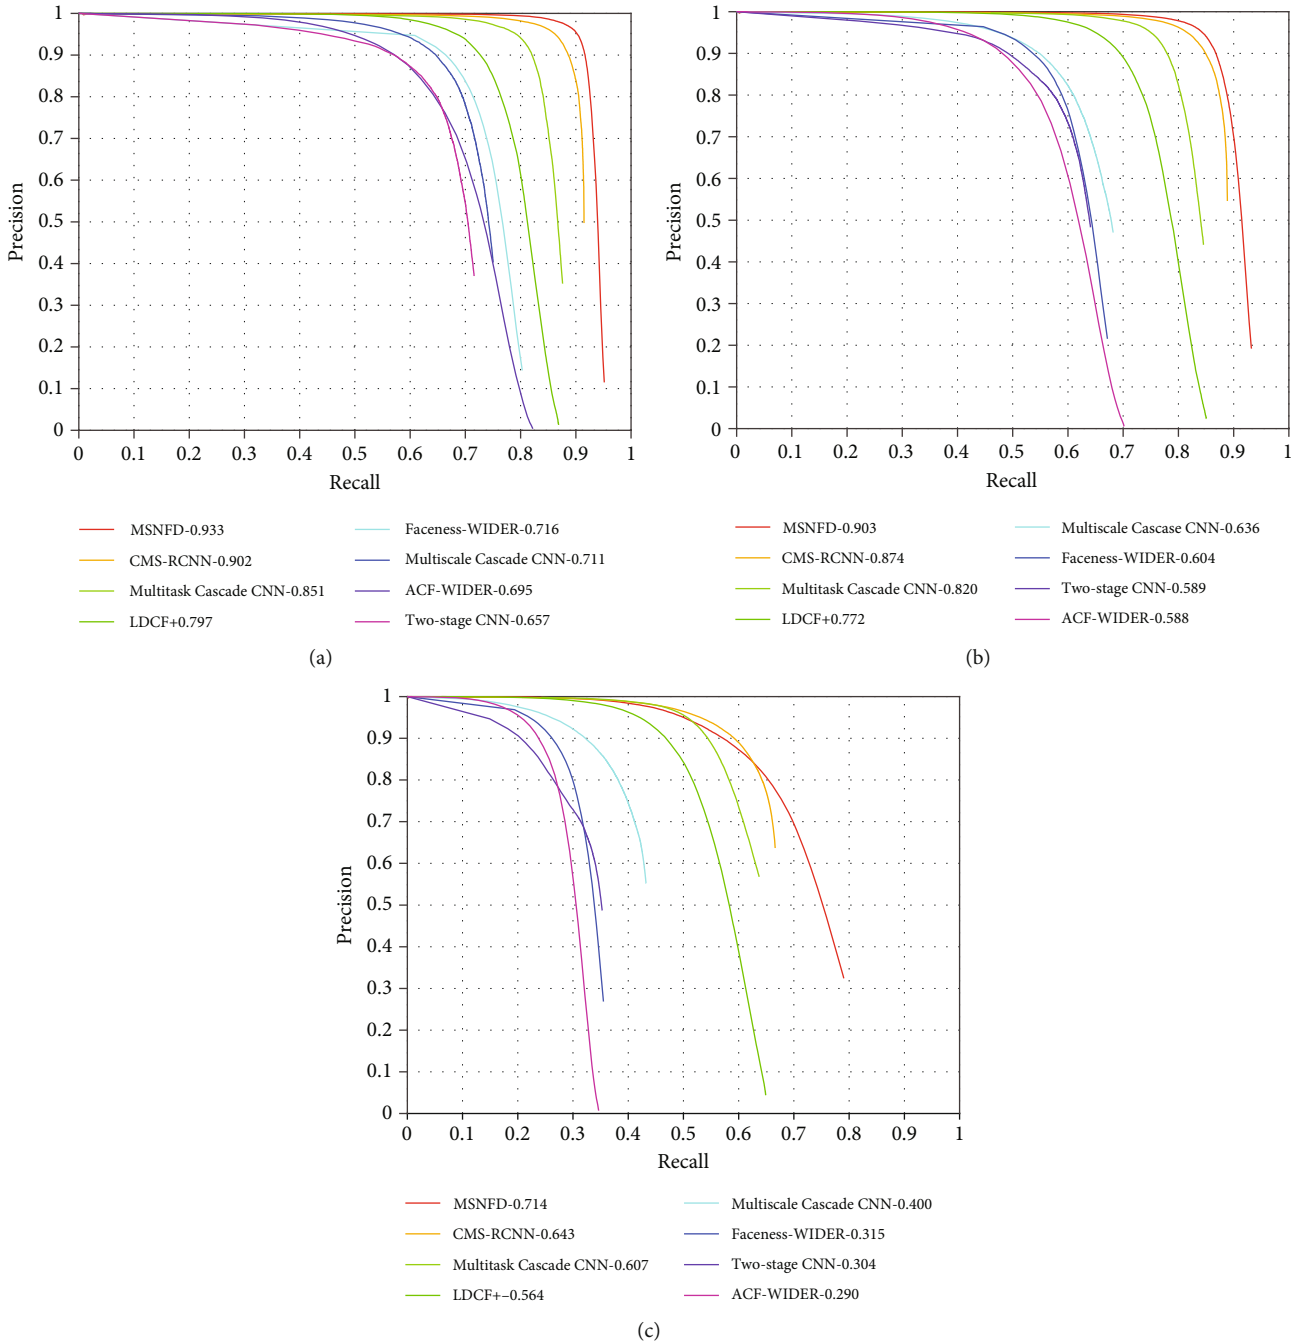 1
0.9
0.8
0.7
0.6
0.5
0.4
0.3
0.2
0.1
0
Precision
0 0.1 0.2 0.3 0.4 0.5 0.6 0.7 0.8 0.9 1
Recall
MSNFD-0.933
CMS-RCNN-0.902
Multitask Cascade CNN-0.851
LDCF+0.797
Faceness-WIDER-0.716
Multiscale Cascade CNN-0.711
ACF-WIDER-0.695
Two-stage CNN-0.657
(a)
1
0.9
0.8
0.7
0.6
0.5
0.4
0.3
0.2
0.1
0
Precision
0 0.1 0.2 0.3 0.4 0.5 0.6 0.7 0.8 0.9 1
Recall
MSNFD-0.903
CMS-RCNN-0.874
Multitask Cascade CNN-0.820
LDCF+0.772
Multiscale Cascase CNN-0.636
Faceness-WIDER-0.604
Two-stage CNN-0.589
ACF-WIDER-0.588
(b)
1
0.9
0.8
0.7
0.6
0.5
0.4
0.3
0.2
0.1
0
Precision
0 0.1 0.2 0.3 0.4 0.5 0.6 0.7 0.8 0.9 1
Recall
MSNFD-0.714
CMS-RCNN-0.643
Multitask Cascade CNN-0.607
LDCF+–0.564
Multiscale Cascade CNN-0.400
Faceness-WIDER-0.315
Two-stage CNN-0.304
ACF-WIDER-0.290
(c)